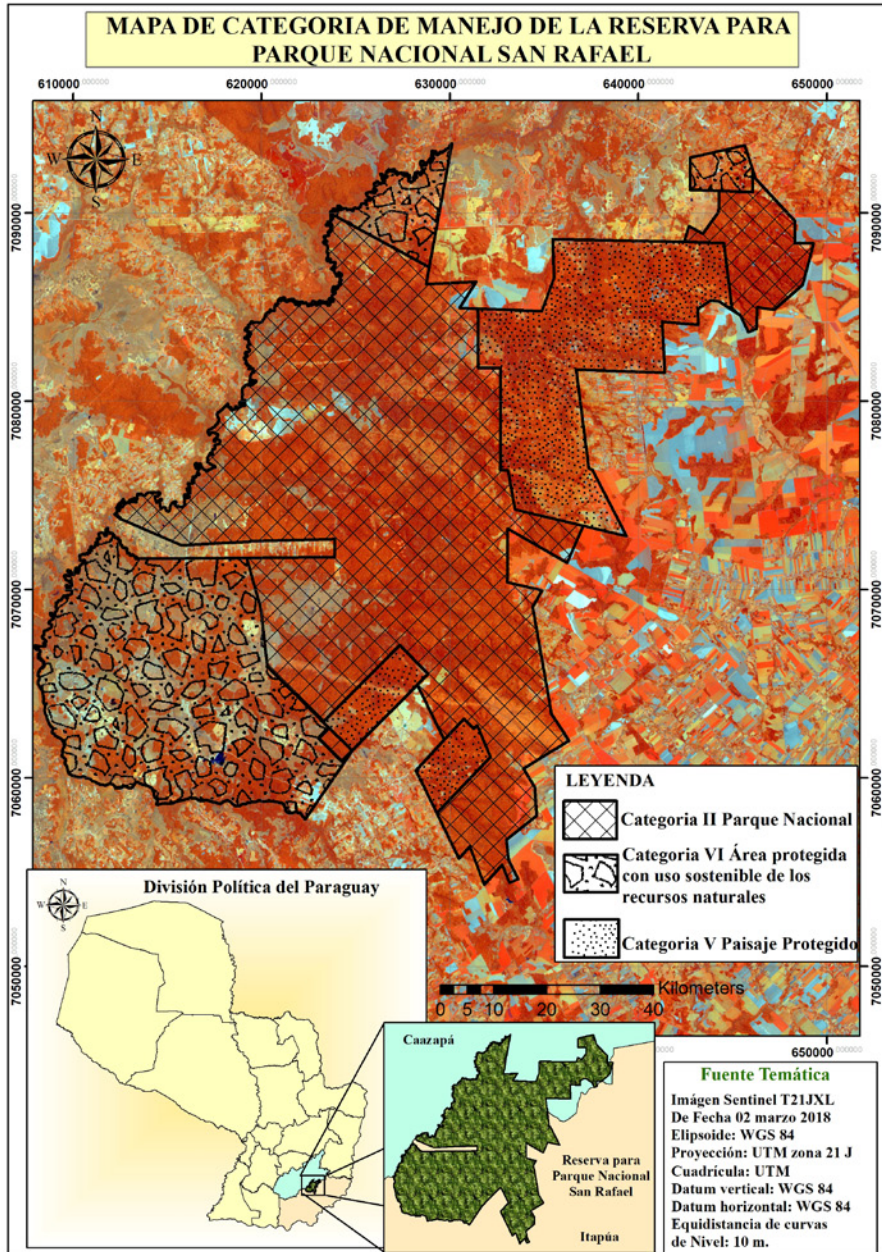 MAPA DE CATEGORIA DE MANEJO DE LA RESERVA PARA
PARQUE NACIONAL SAN RAFAEL
610000 620000 630000 640000 650000
N
W E
S
7090000 7090000
7080000 7080000
7070000 7070000
7060000 7060000
7050000 7050000
LEYENDA
Categoria II Parque Nacional
Categoria VI Área protegida
con uso sostenible de los
recursos naturales
Categoria V Paisaje Protegido
Kilometers
0 5 10 20 30 40
650000
N
W E
S
División Política del Paraguay
Caazapá
Reserva para
Parque Nacional
San Rafael
Itapúa
Fuente Temática
Imágen Sentinel T21JXL
De Fecha 02 marzo 2018
Elipsoide: WGS 84
Proyección: UTM zona 21 J
Cuadrícula: UTM
Datum vertical: WGS 84
Datum horizontal: WGS 84
Equidistancia de curvas
de Nivel: 10 m.